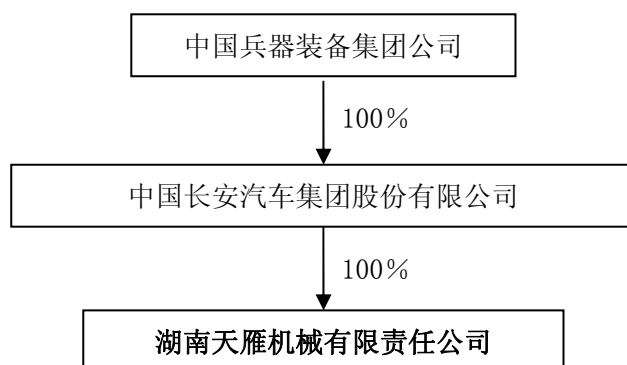 中国兵器装备集团公司
100％
中国长安汽车集团股份有限公司
100％
湖南天雁机械有限责任公司